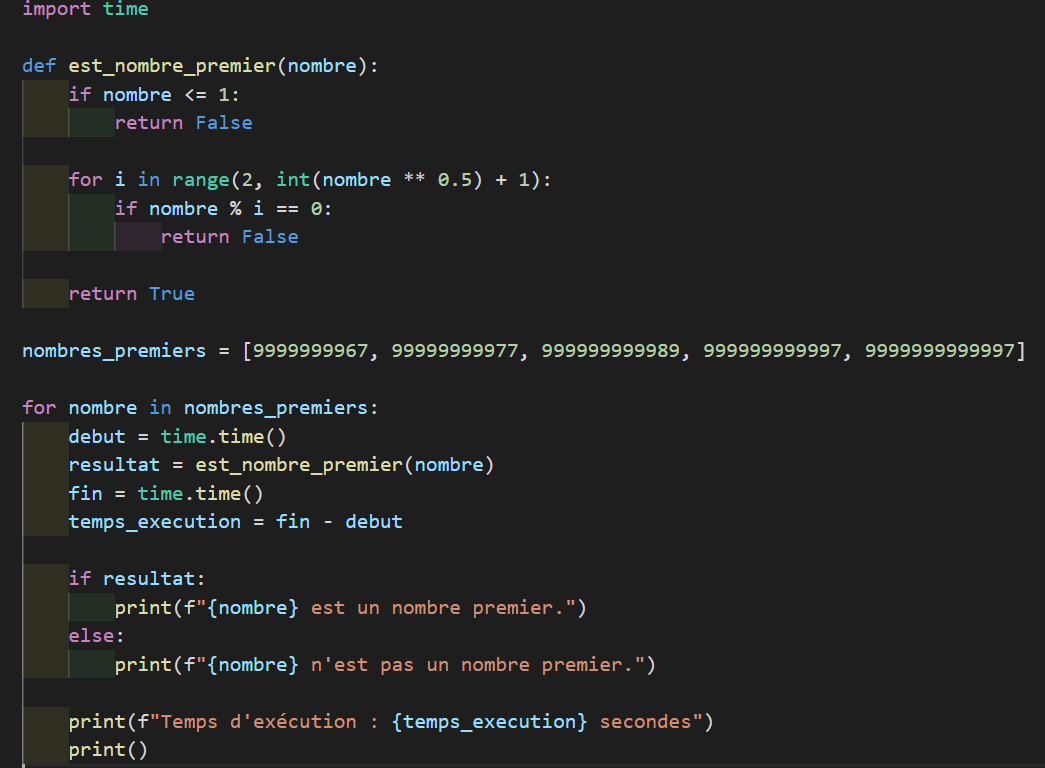 import time
def est_nombre_premier(nombre):
    if nombre <= 1:
        return False
    for i in range(2, int(nombre ** 0.5) + 1):
        if nombre % i == 0:
            return False
    return True
nombres_premiers = [9999999967, 99999999977, 999999999989, 999999999997, 9999999999997]
for nombre in nombres_premiers:
    debut = time.time()
    resultat = est_nombre_premier(nombre)
    fin = time.time()
    temps_execution = fin - debut
    if resultat:
        print(f"{nombre} est un nombre premier.")
    else:
        print(f"{nombre} n'est pas un nombre premier.")
    print(f"Temps d'exécution : {temps_execution} secondes")
    print()